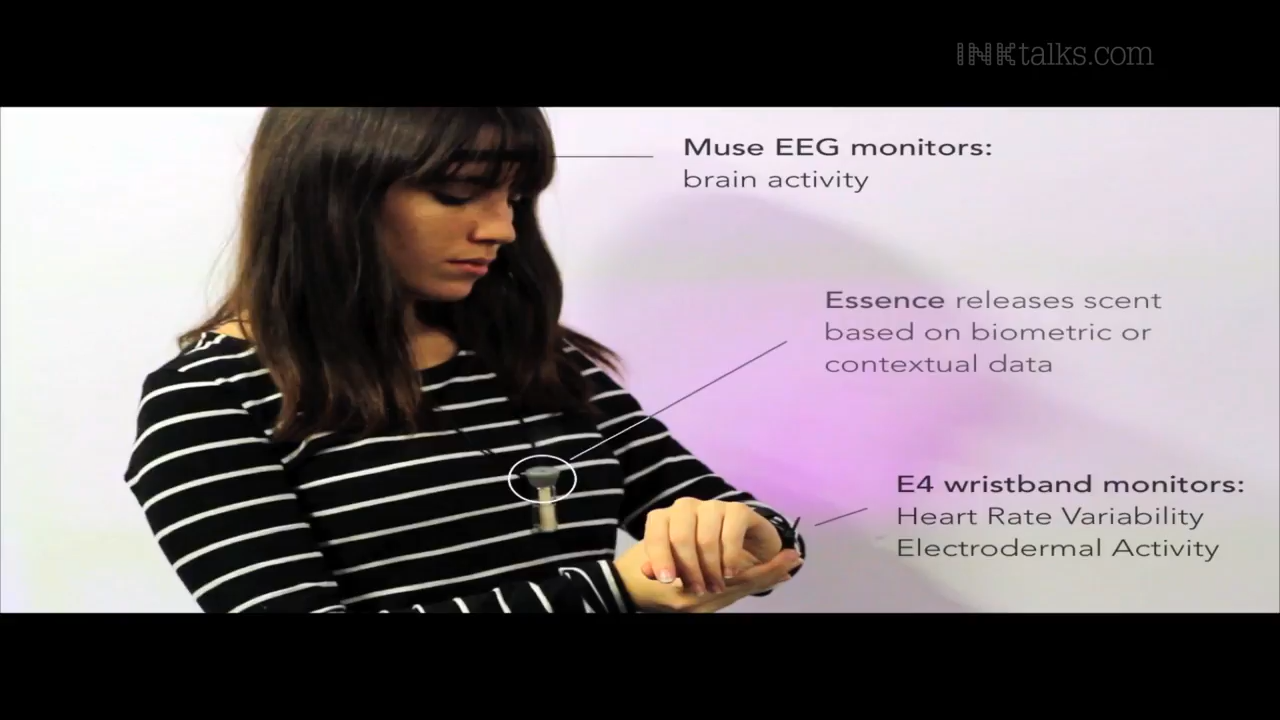 INKtalks.com
Muse EEG monitors:
brain activity
Essence releases scent
based on biometric or
contextual data
E4 wristband monitors:
Heart Rate Variability
Electrodermal Activity